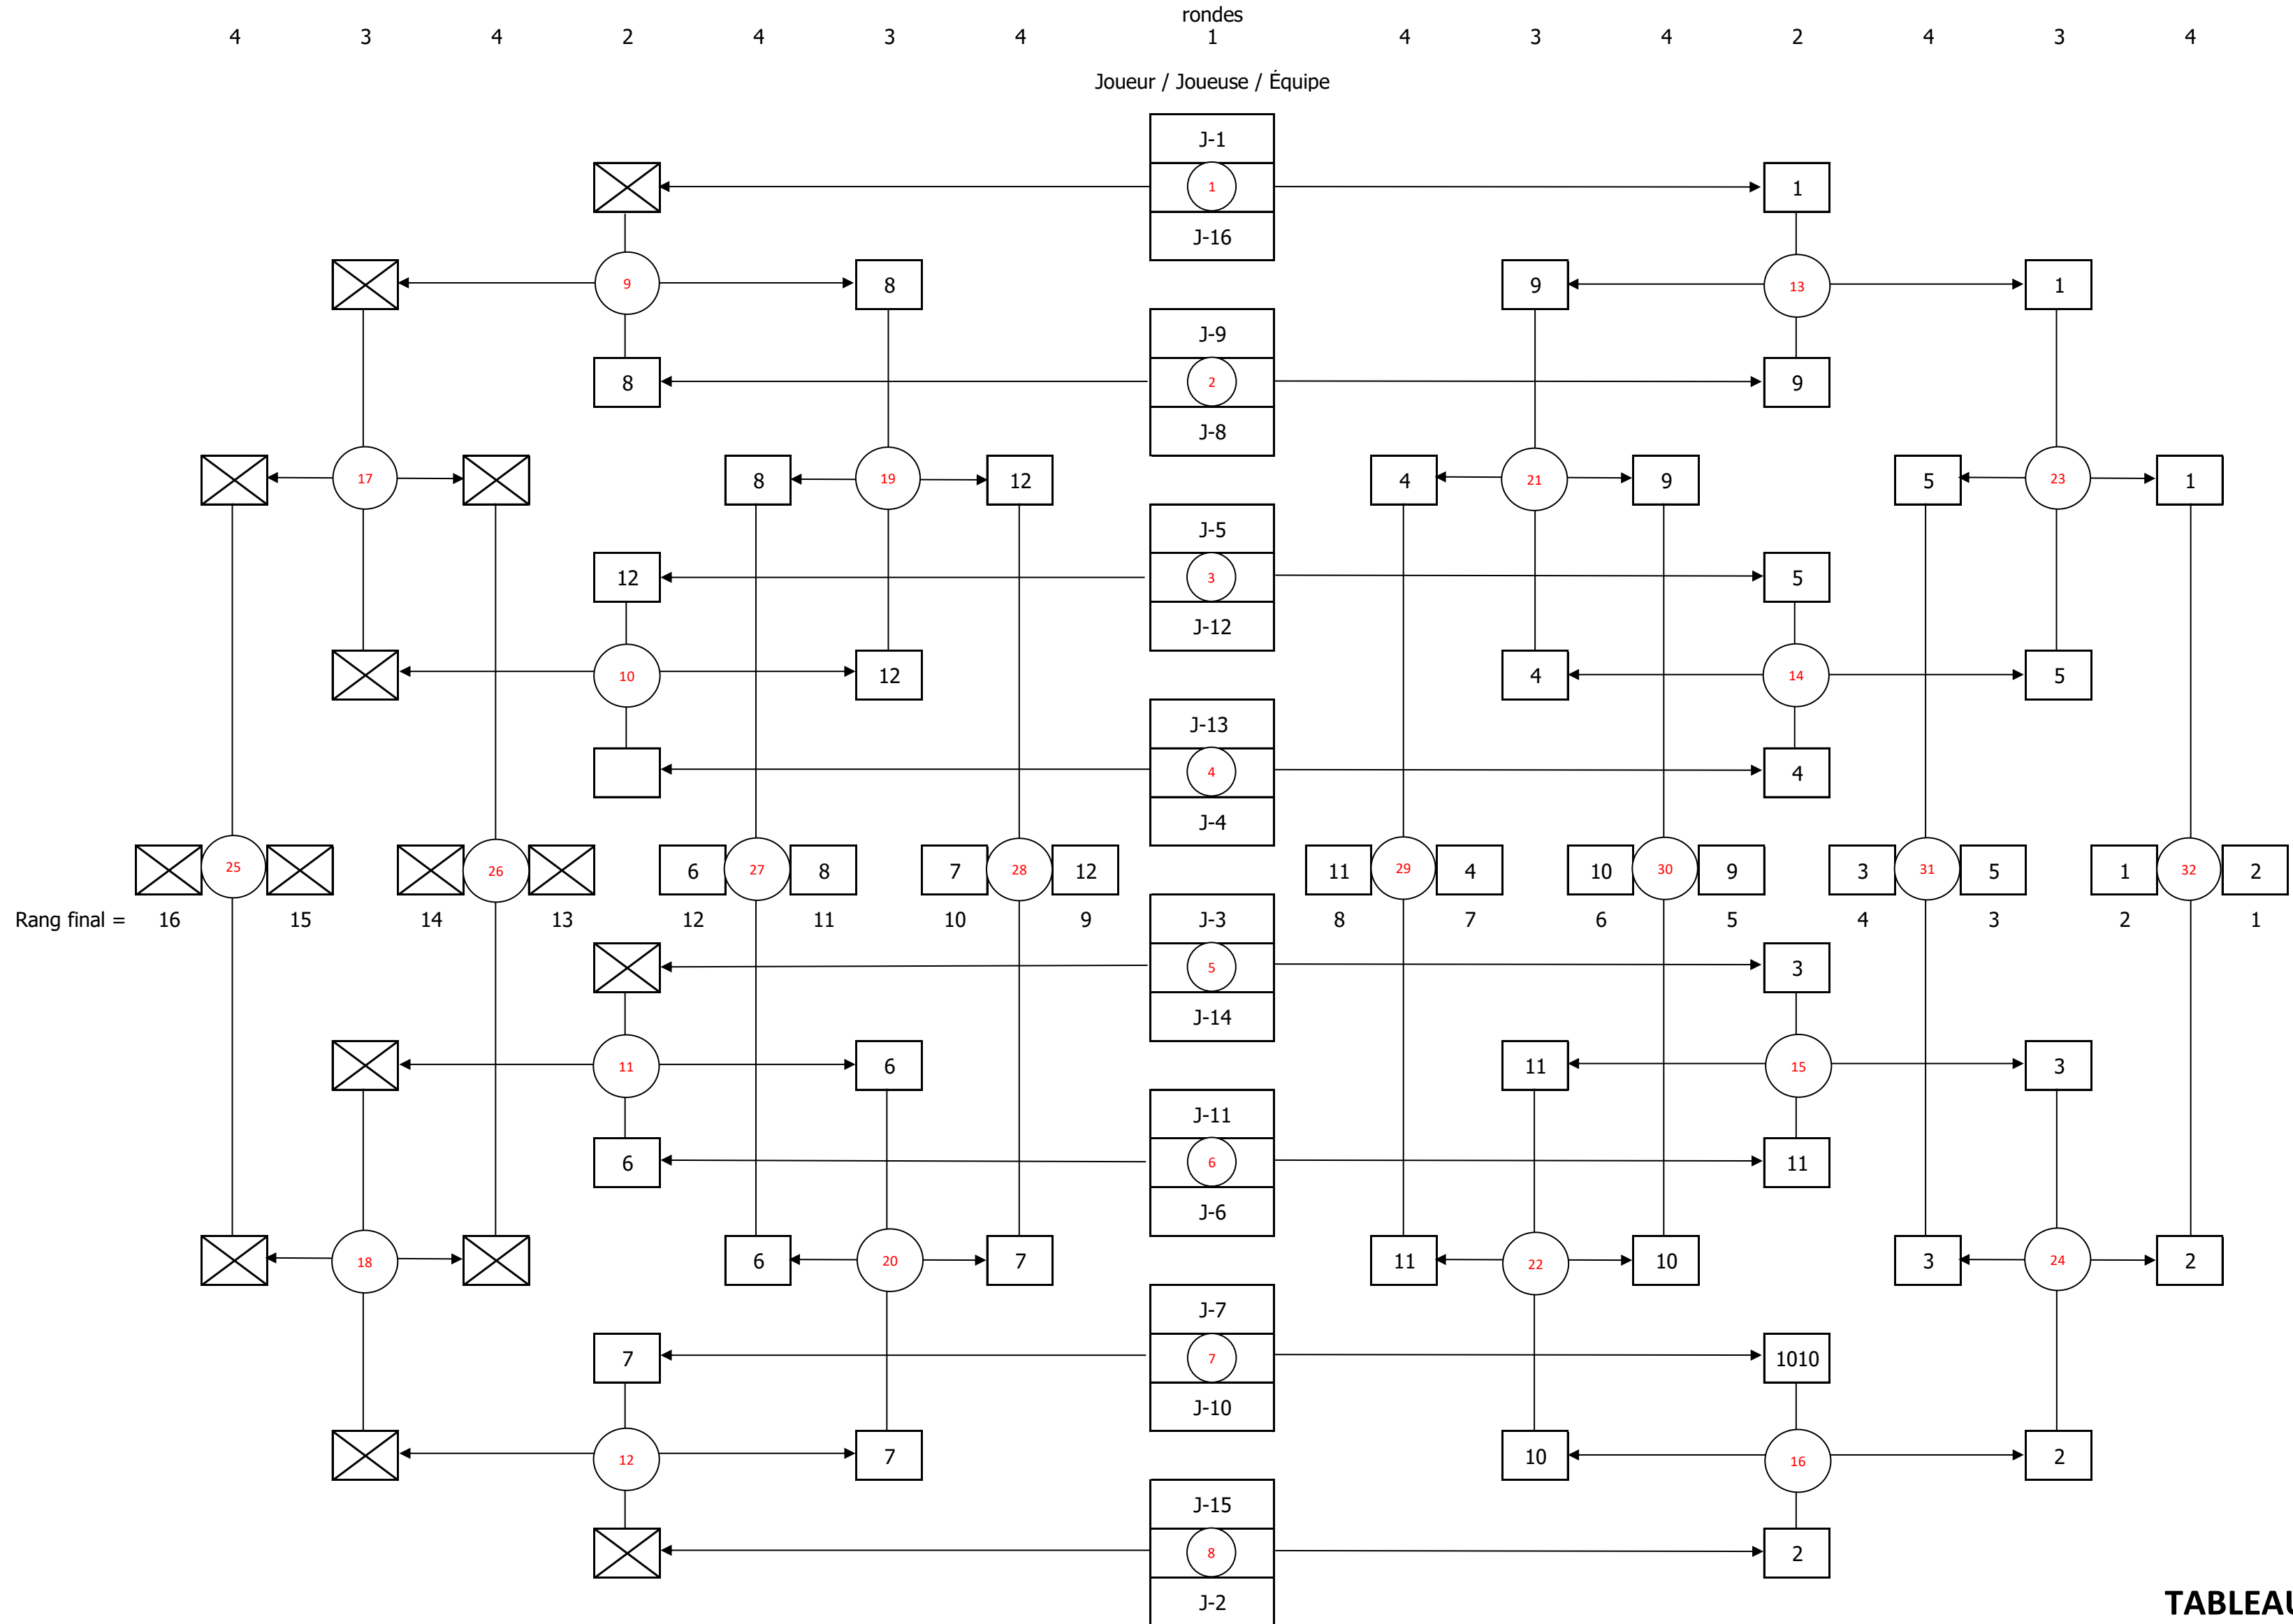 rondes
4 3 4 2 4 3 4 1 4 3 4 2 4 3 4
Joueur / Joueuse / Équipe
J-1
1 1
J-16
9 8 9 13 1
J-9
8 2 9
J-8
17 8 19 12 4 21 9 5 23 1
J-5
12 3 5
J-12
10 12 4 14 5
J-13
4 4
J-4
25 26 6 27 8 7 28 12 11 29 4 10 30 9 3 31 5 1 32 2
Rang final = 16 15 14 13 12 11 10 9 8 7 6 5 4 3 2 1
J-3
5 3
J-14
11 6 11 15 3
J-11
6 6 11
J-6
18 6 20 7 11 22 10 3 24 2
J-7
7 7 1010
J-10
12 7 10 16 2
J-15
8 2
J-2